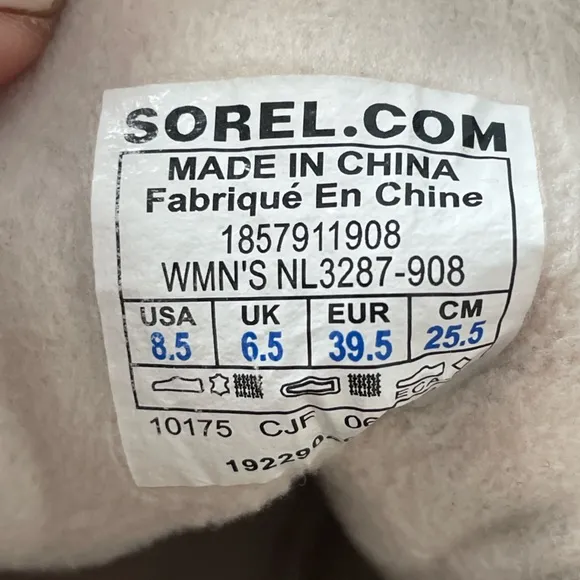 SOREL.COM
MADE IN CHINA
Fabriqué En Chine
1857911908
WMN'S NL3287-908
USA UK EUR CM
8.5 6.5 39.5 25.5
10175 CJF